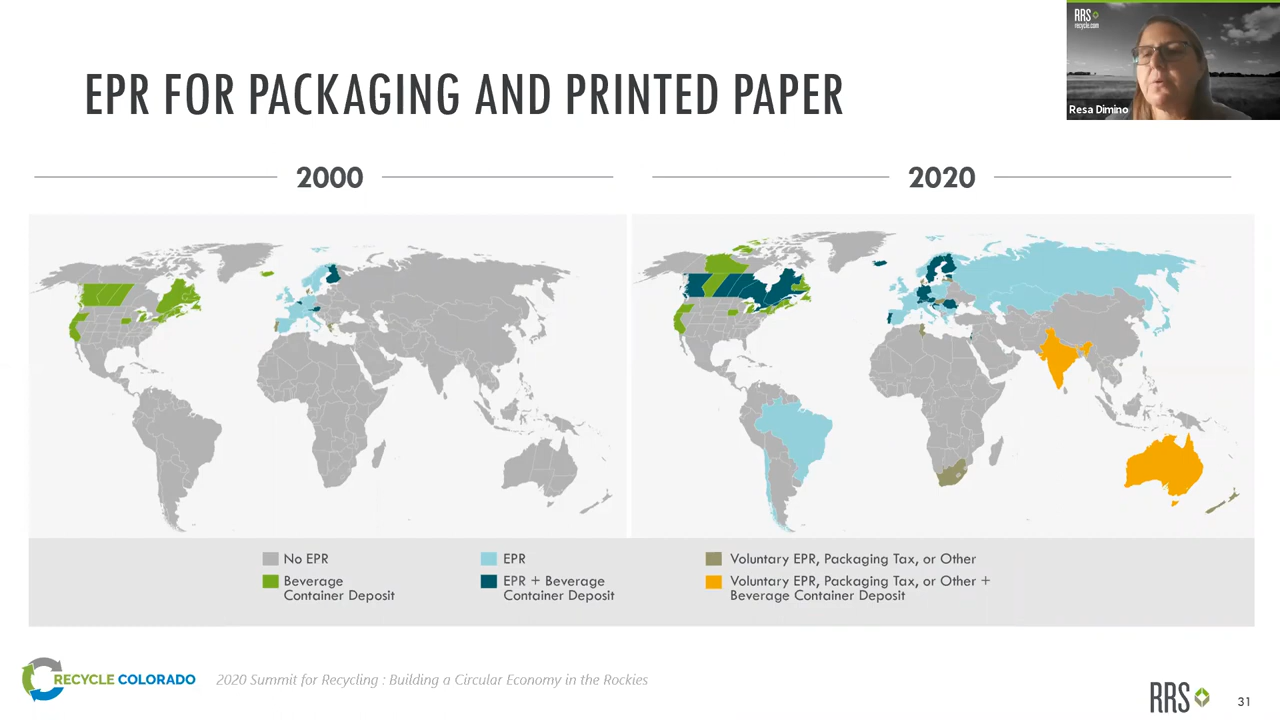 RRS
recycle.com
Resa Dimino
EPR FOR PACKAGING AND PRINTED PAPER
2000
2020
No EPR
Beverage
Container Deposit
EPR
EPR + Beverage
Container Deposit
Voluntary EPR, Packaging Tax, or Other
Voluntary EPR, Packaging Tax, or Other +
Beverage Container Deposit
RECYCLE COLORADO
2020 Summit for Recycling : Building a Circular Economy in the Rockies
RRS
31